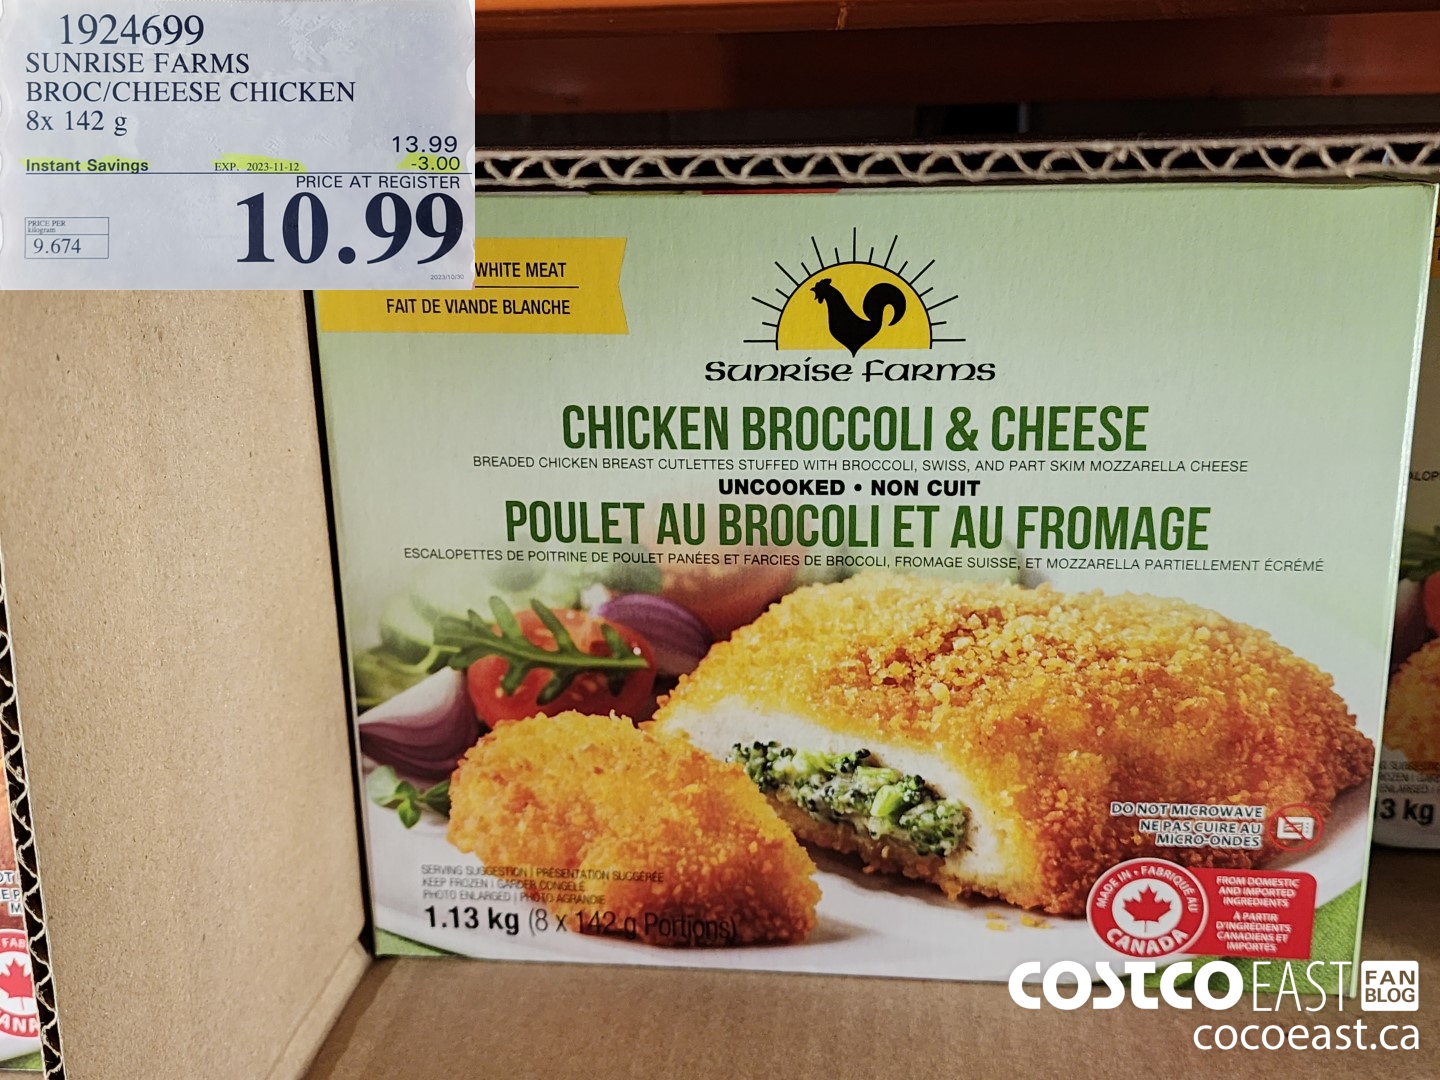 1924699
SUNRISE FARMS
BROC/CHEESE CHICKEN
8x 142 g
13.99
Instant Savings EXP. 2023-11-12 -3.00
PRICE AT REGISTER
10.99
PRICE PER
kilogram
9.674
2023/10/30
WHITE MEAT
FAIT DE VIANDE BLANCHE
Sunrise Farms
CHICKEN BROCCOLI & CHEESE
BREADED CHICKEN BREAST CUTLETTES STUFFED WITH BROCCOLI, SWISS, AND PART SKIM MOZZARELLA CHEESE
UNCOOKED • NON CUIT
POULET AU BROCOLI ET AU FROMAGE
ESCALOPETTES DE POITRINE DE POULET PANÉES ET FARCIES DE BROCOLI, FROMAGE SUISSE, ET MOZZARELLA PARTIELLEMENT ÉCRÉMÉ
DO NOT MICROWAVE
NE PAS CUIRE AU
MICRO-ONDES
SERVING SUGGESTION | PRÉSENTATION SUGGÉRÉE
KEEP FROZEN | GARDER CONGELÉ
PHOTO ENLARGED | PHOTO AGRANDIE
1.13 kg (8 x 142 g Portions)
MADE IN • FABRIQUÉ AU
CANADA
FROM DOMESTIC
AND IMPORTED
INGREDIENTS
À PARTIR
D'INGRÉDIENTS
CANADIENS ET
IMPORTÉS
3 kg
COSTCO EAST FAN
BLOG
cocoeast.ca